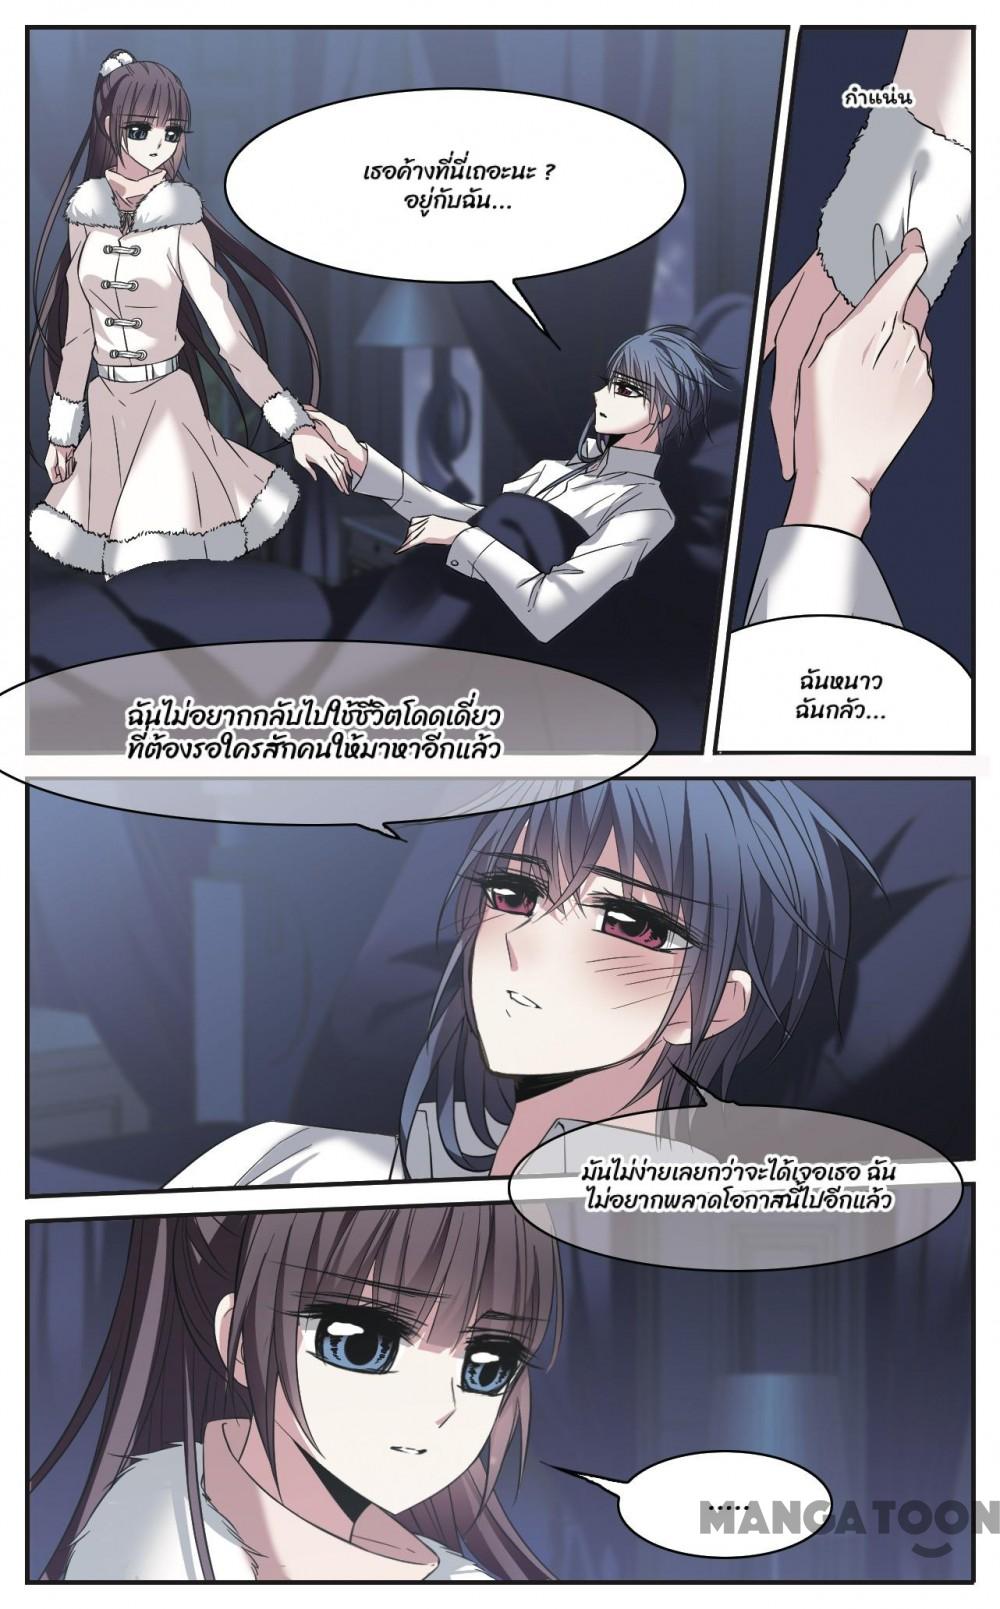 เธอค้างที่นี่เถอะนะ ?
อยู่กับฉัน...
กำแน่น
ฉันหนาว
ฉันกลัว...
ฉันไม่อยากกลับไปใช้ชีวิตโดดเดี่ยว
ที่ต้องรอใครสักคนให้มาหาอีกแล้ว
มันไม่ง่ายเลยกว่าจะได้เจอเธอ ฉัน
ไม่อยากพลาดโอกาสนี้ไปอีกแล้ว
.....
MANGATOON